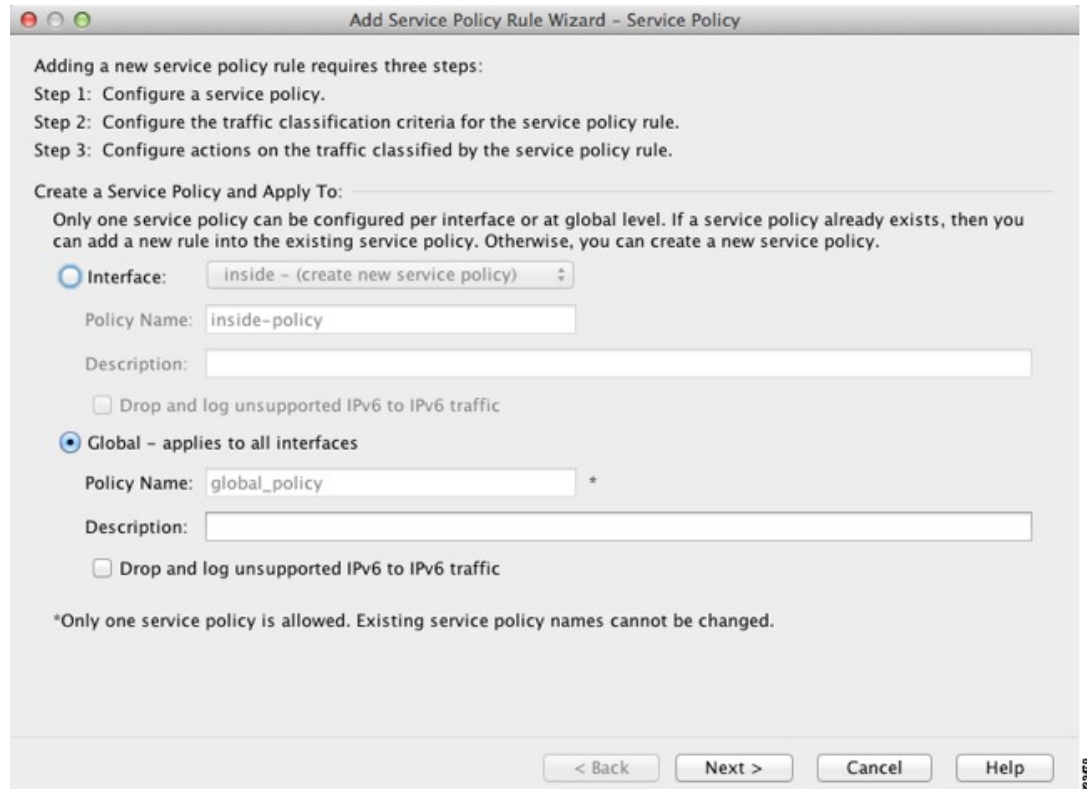 Add Service Policy Rule Wizard – Service Policy
Adding a new service policy rule requires three steps:
Step 1: Configure a service policy.
Step 2: Configure the traffic classification criteria for the service policy rule.
Step 3: Configure actions on the traffic classified by the service policy rule.
Create a Service Policy and Apply To:
Only one service policy can be configured per interface or at global level. If a service policy already exists, then you
can add a new rule into the existing service policy. Otherwise, you can create a new service policy.
Interface: inside – (create new service policy)
Policy Name: inside-policy
Description:
Drop and log unsupported IPv6 to IPv6 traffic
Global – applies to all interfaces
Policy Name: global_policy *
Description:
Drop and log unsupported IPv6 to IPv6 traffic
*Only one service policy is allowed. Existing service policy names cannot be changed.
< Back Next > Cancel Help